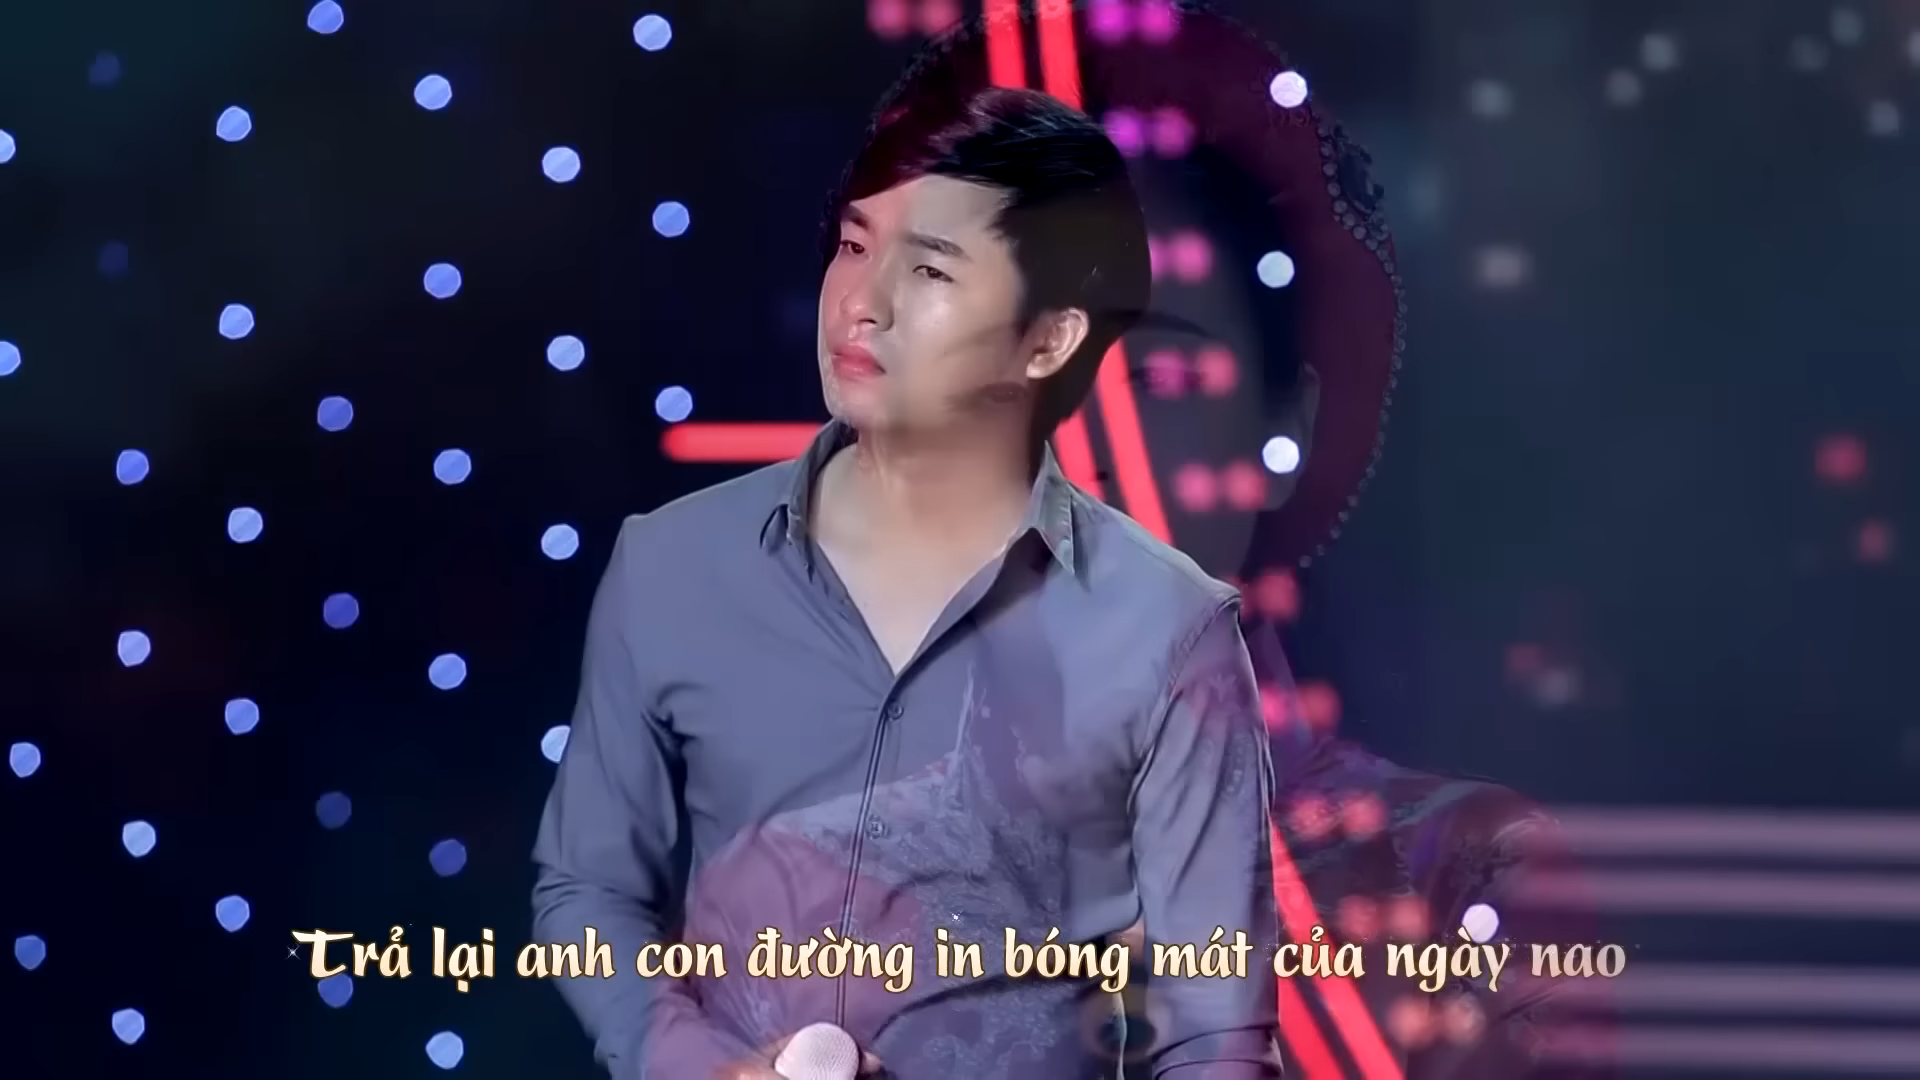 Trả lại anh con đường in bóng mát của ngày nao